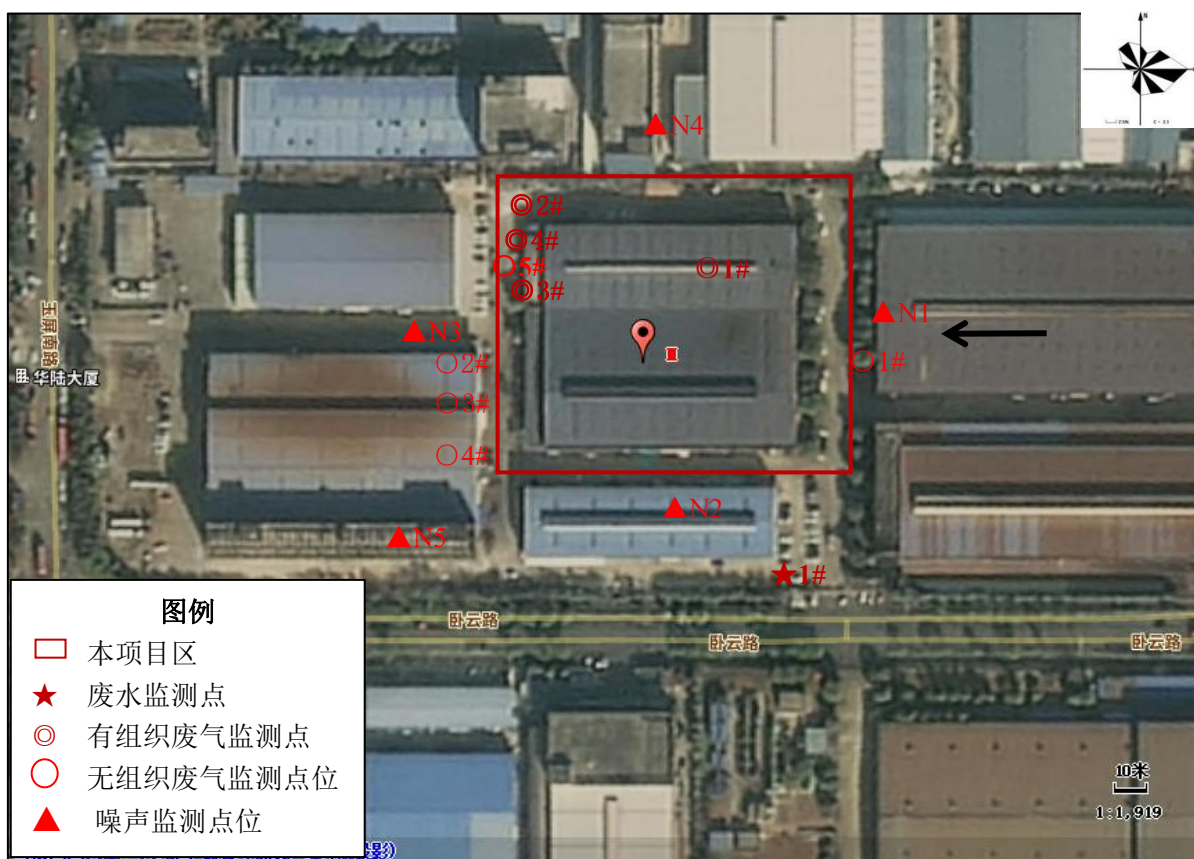 N
N4
◎2#
◎4#
○5#
◎1#
◎3#
N1
N3
○2#
○1#
玉屏南路
华陆大厦
○3#
○4#
N2
N5
★1#
卧云路
卧云路
卧云路
图例
本项目区
废水监测点
有组织废气监测点
无组织废气监测点位
噪声监测点位
10米
1:1,919